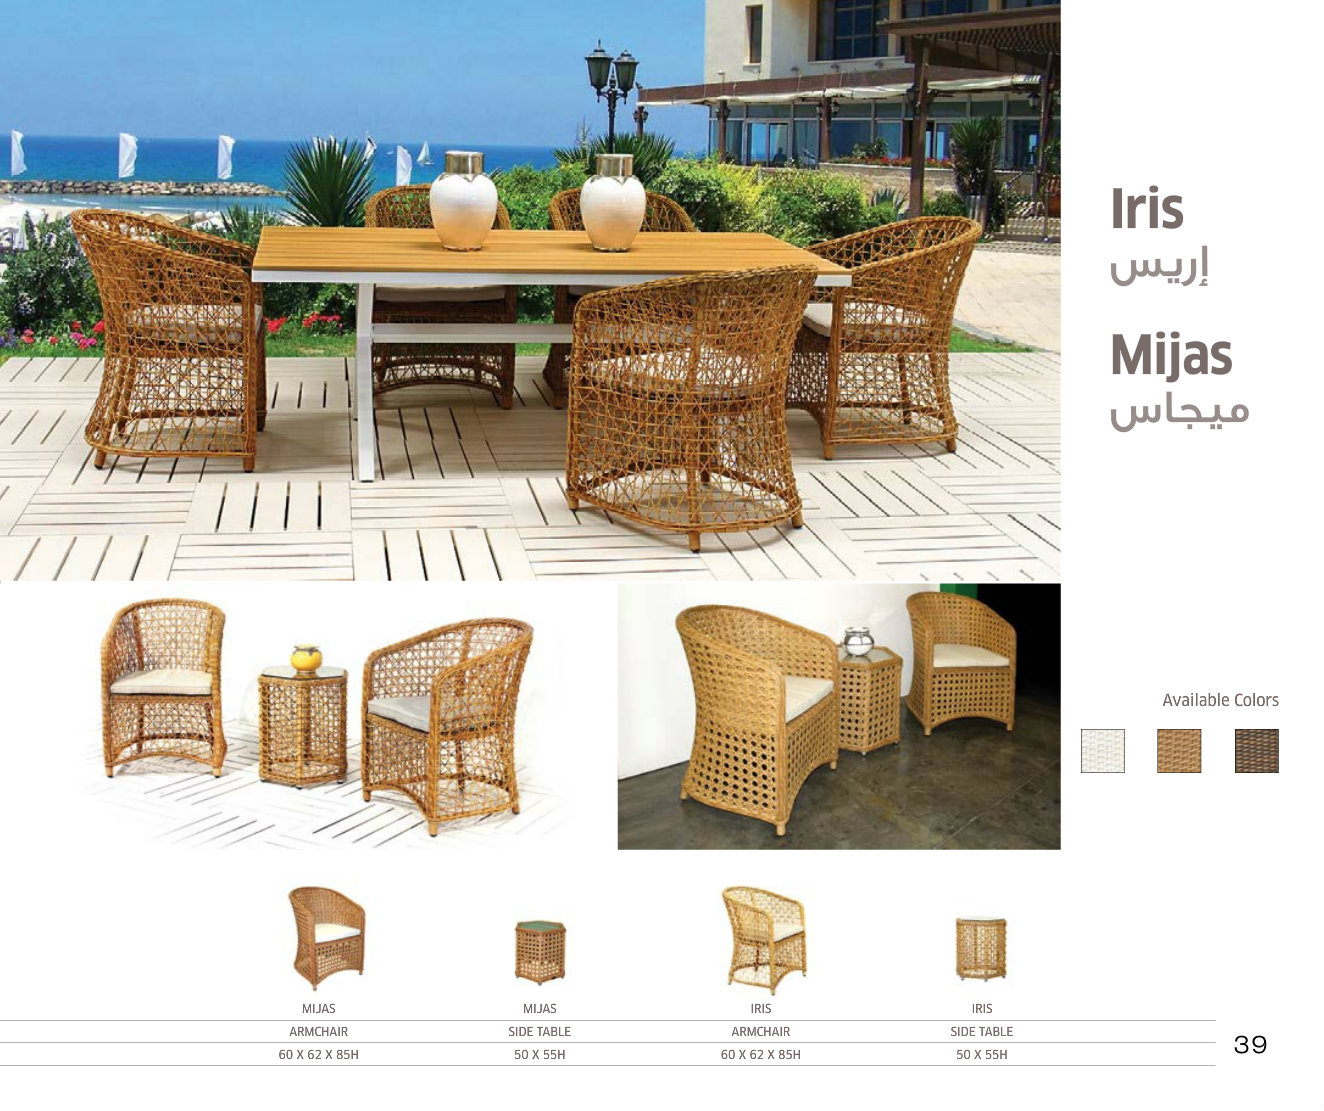 Iris
إريس
Mijas
ميجاس
Available Colors
MIJAS MIJAS IRIS IRIS
ARMCHAIR SIDE TABLE ARMCHAIR SIDE TABLE
60 X 62 X 85H 50 X 55H 60 X 62 X 85H 50 X 55H
39